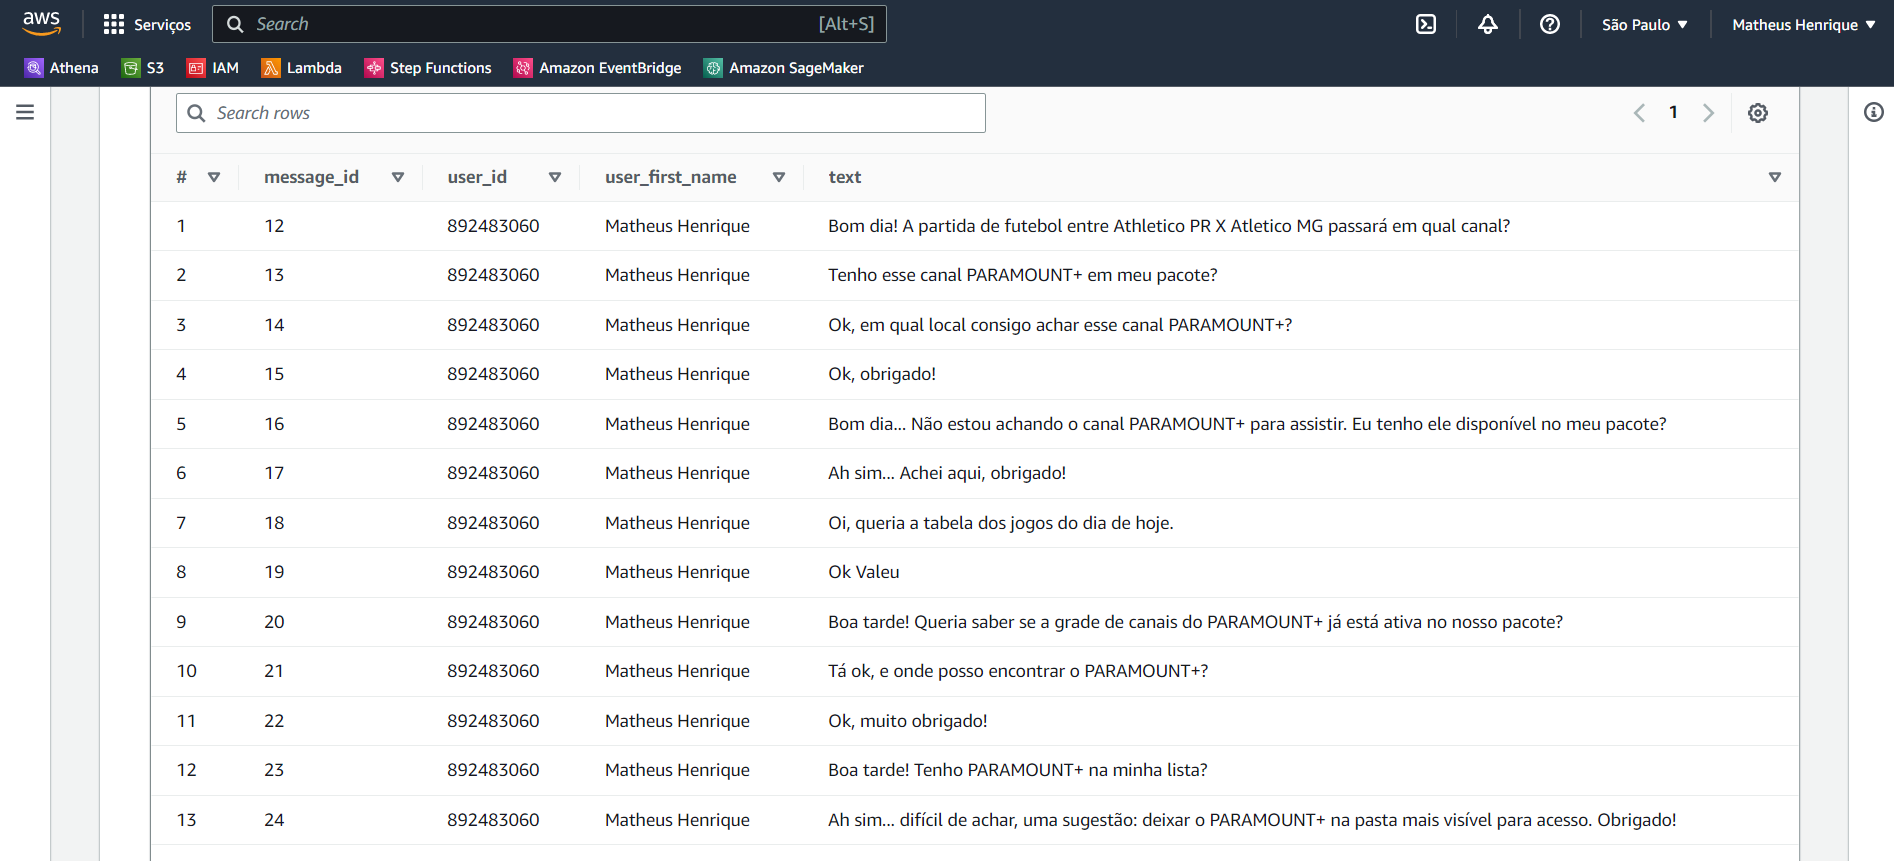 aws Serviços Search [Alt+S] São Paulo Matheus Henrique
Athena S3 IAM Lambda Step Functions Amazon EventBridge Amazon SageMaker
Search rows 1
# message_id user_id user_first_name text
1 12 892483060 Matheus Henrique Bom dia! A partida de futebol entre Athletico PR X Atletico MG passará em qual canal?
2 13 892483060 Matheus Henrique Tenho esse canal PARAMOUNT+ em meu pacote?
3 14 892483060 Matheus Henrique Ok, em qual local consigo achar esse canal PARAMOUNT+?
4 15 892483060 Matheus Henrique Ok, obrigado!
5 16 892483060 Matheus Henrique Bom dia... Não estou achando o canal PARAMOUNT+ para assistir. Eu tenho ele disponível no meu pacote?
6 17 892483060 Matheus Henrique Ah sim... Achei aqui, obrigado!
7 18 892483060 Matheus Henrique Oi, queria a tabela dos jogos do dia de hoje.
8 19 892483060 Matheus Henrique Ok Valeu
9 20 892483060 Matheus Henrique Boa tarde! Queria saber se a grade de canais do PARAMOUNT+ já está ativa no nosso pacote?
10 21 892483060 Matheus Henrique Tá ok, e onde posso encontrar o PARAMOUNT+?
11 22 892483060 Matheus Henrique Ok, muito obrigado!
12 23 892483060 Matheus Henrique Boa tarde! Tenho PARAMOUNT+ na minha lista?
13 24 892483060 Matheus Henrique Ah sim... difícil de achar, uma sugestão: deixar o PARAMOUNT+ na pasta mais visível para acesso. Obrigado!